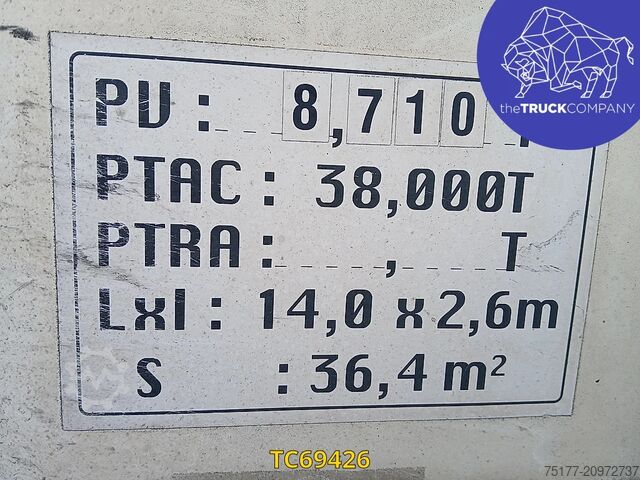 theTRUCKCOMPANY
PV : 8,710 T
PTAC : 38,000T
PTRA : , T
Lxl : 14,0 x 2,6m
S : 36,4 m²
TC69426
75177-20972737